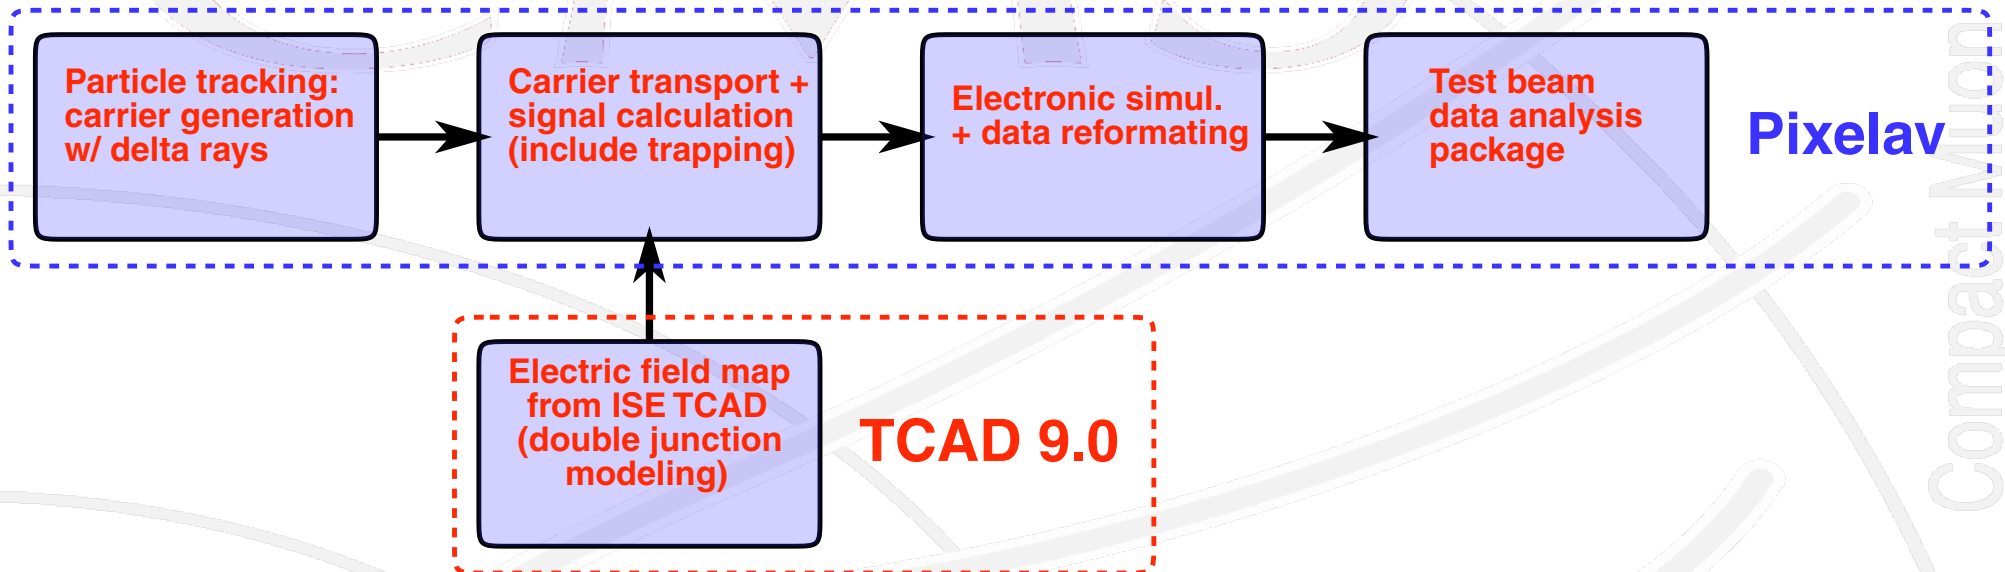 Particle tracking:
carrier generation
w/ delta rays
Carrier transport +
signal calculation
(include trapping)
Electronic simul.
+ data reformating
Test beam
data analysis
package
Pixelav
Electric field map
from ISE TCAD
(double junction
modeling)
TCAD 9.0
Compact Muon